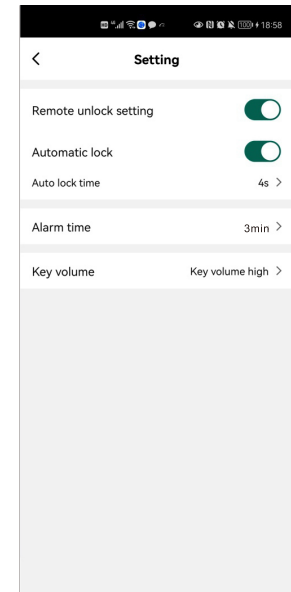 100 18:58
Setting
Remote unlock setting
Automatic lock
Auto lock time 4s
Alarm time 3min
Key volume Key volume high